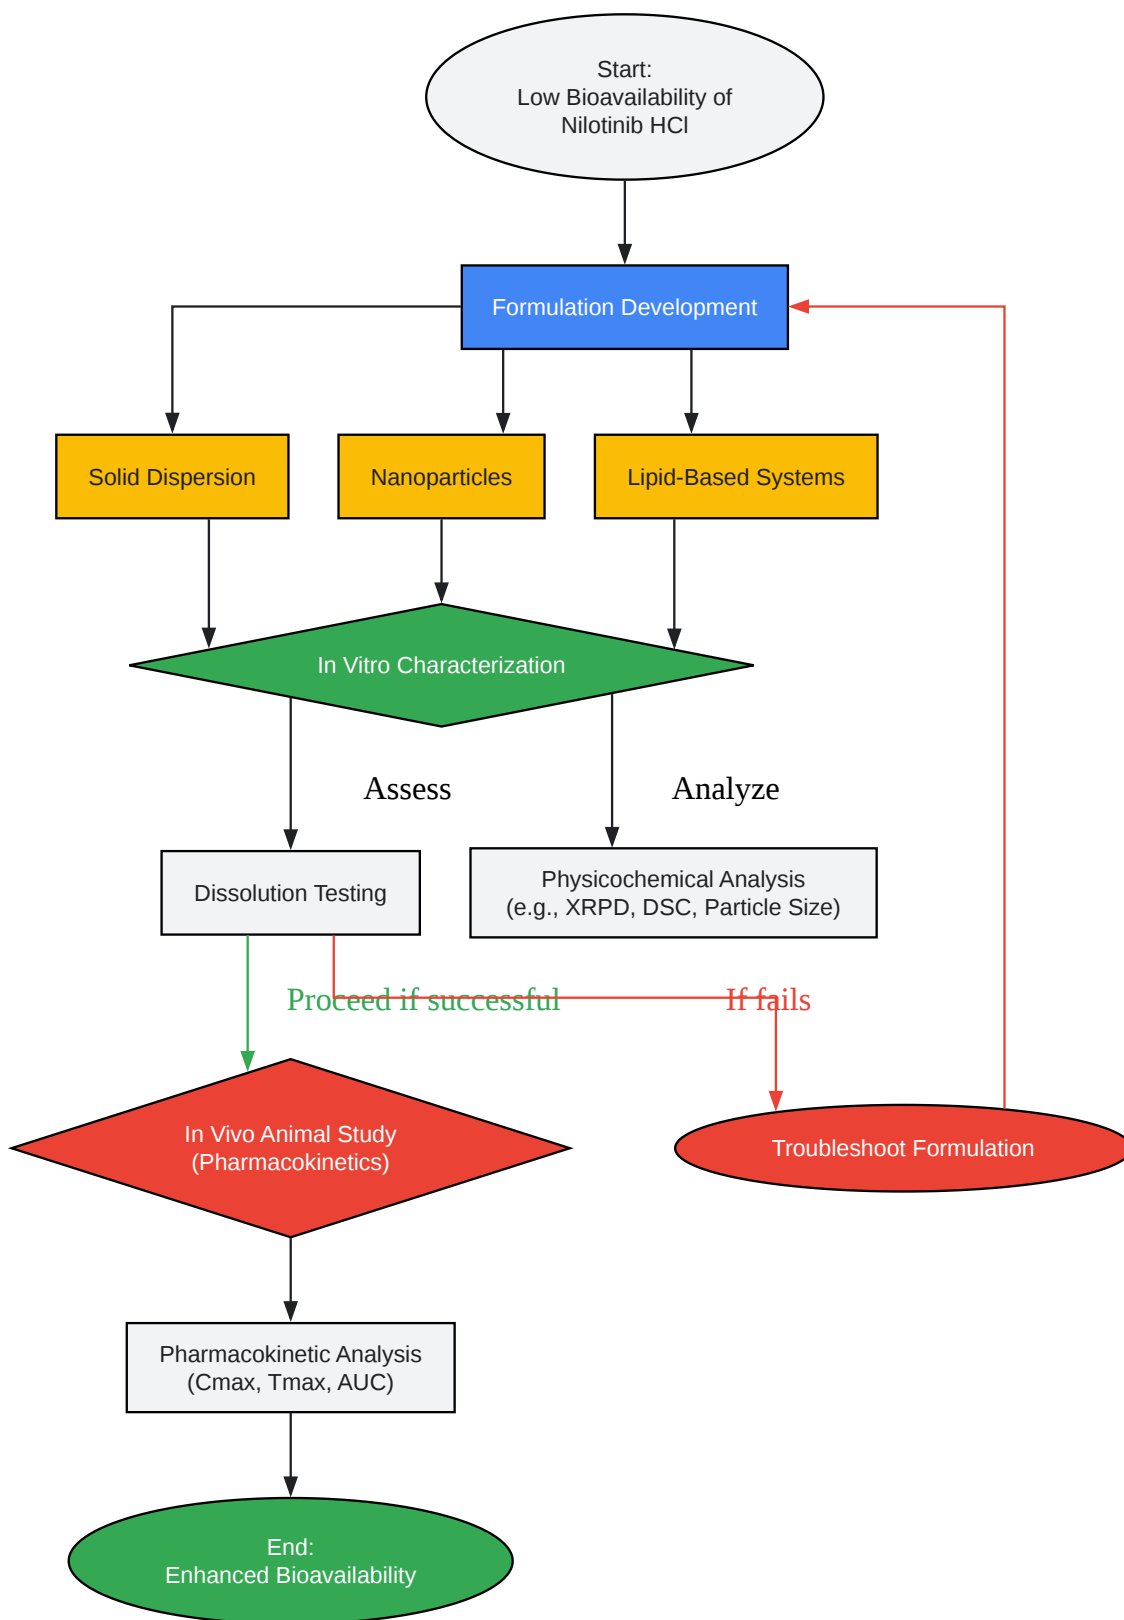 Start:
Low Bioavailability of
Nilotinib HCl
Formulation Development
Solid Dispersion
Nanoparticles
Lipid-Based Systems
In Vitro Characterization
Assess
Analyze
Dissolution Testing
Physicochemical Analysis
(e.g., XRPD, DSC, Particle Size)
Proceed if successful
If fails
In Vivo Animal Study
(Pharmacokinetics)
Troubleshoot Formulation
Pharmacokinetic Analysis
(Cmax, Tmax, AUC)
End:
Enhanced Bioavailability